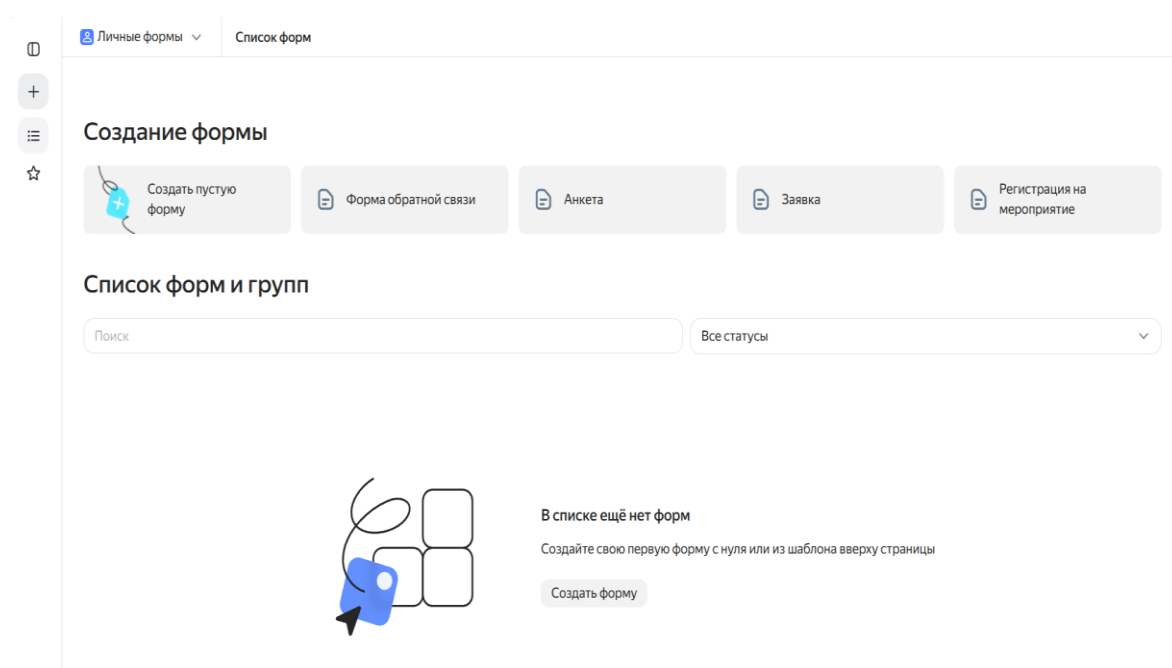 Личные формы
Список форм
Создание формы
Создать пустую
форму
Форма обратной связи
Анкета
Заявка
Регистрация на
мероприятие
Список форм и групп
Поиск
Все статусы
В списке ещё нет форм
Создайте свою первую форму с нуля или из шаблона вверху страницы
Создать форму